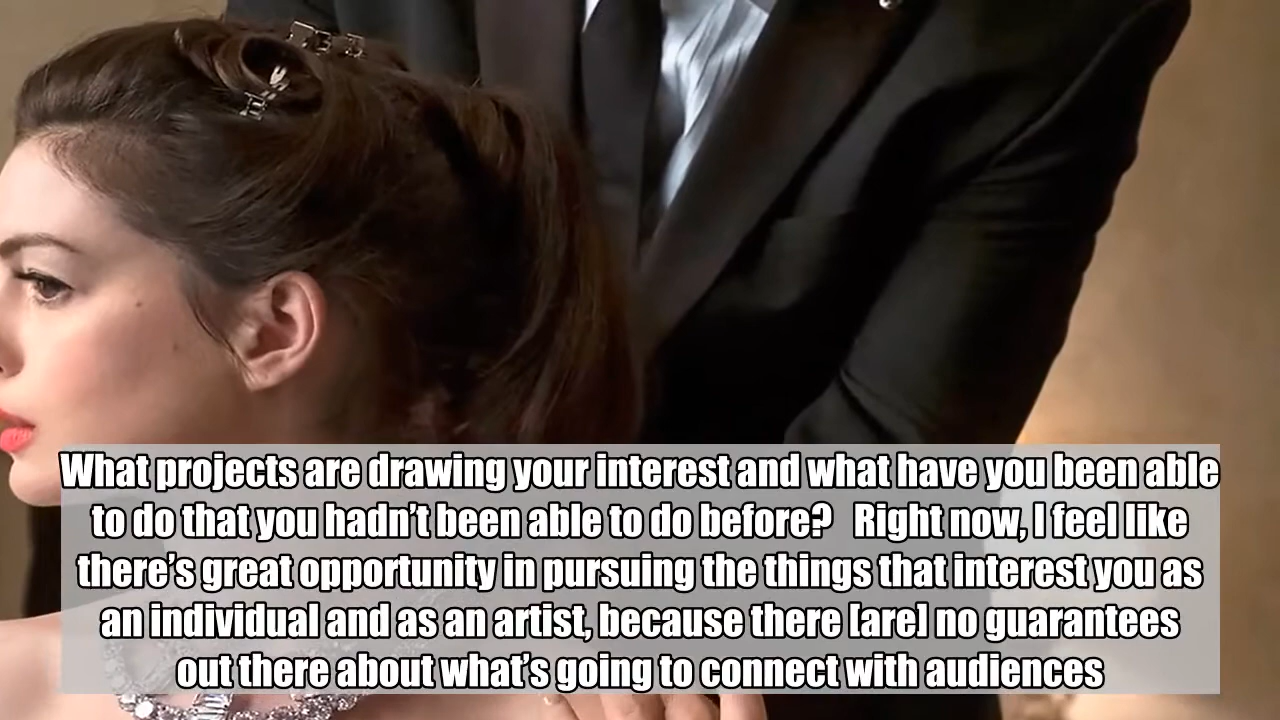 What projects are drawing your interest and what have you been able
to do that you hadn’t been able to do before?   Right now, I feel like
there’s great opportunity in pursuing the things that interest you as
an individual and as an artist, because there [are] no guarantees
out there about what’s going to connect with audiences